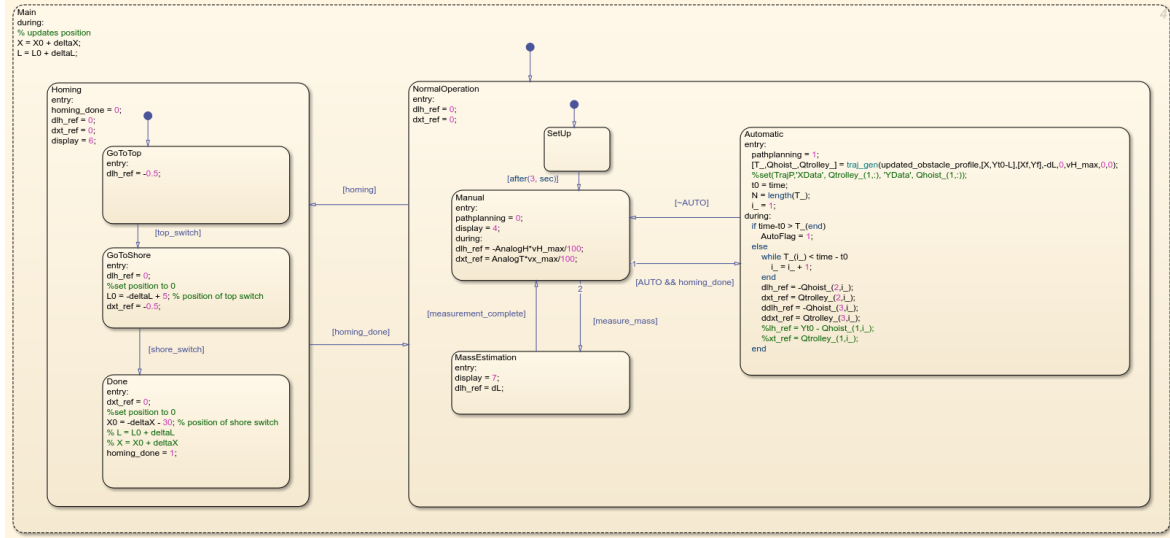 Main
during:
% updates position
X = X0 + deltaX;
L = L0 + deltaL;
4
Homing
entry:
homing_done = 0;
dlh_ref = 0;
dxt_ref = 0;
display = 6;
GoToTop
entry:
dlh_ref = -0.5;
[top_switch]
GoToShore
entry:
dlh_ref = 0;
%set position to 0
L0 = -deltaL + 5; % position of top switch
dxt_ref = -0.5;
[shore_switch]
Done
entry:
dxt_ref = 0;
%set position to 0
X0 = -deltaX - 30; % position of shore switch
% L = L0 + deltaL
% X = X0 + deltaX
homing_done = 1;
[homing]
[homing_done]
NormalOperation
entry:
dlh_ref = 0;
dxt_ref = 0;
SetUp
[after(3, sec)]
Manual
entry:
pathplanning = 0;
display = 4;
during:
dlh_ref = -AnalogH*vH_max/100;
dxt_ref = AnalogT*vx_max/100;
[~AUTO]
1
[AUTO && homing_done]
2
[measurement_complete]
[measure_mass]
MassEstimation
entry:
display = 7;
dlh_ref = dL;
Automatic
entry:
pathplanning = 1;
[T_,Qhoist_,Qtrolley_] = traj_gen(updated_obstacle_profile,[X,Yt0-L],[Xf,Yf],-dL,0,vH_max,0,0);
%set(TrajP,'XData', Qtrolley_(1,:), 'YData', Qhoist_(1,:));
t0 = time;
N = length(T_);
i_ = 1;
during:
if time-t0 > T_(end)
AutoFlag = 1;
else
while T_(i_) < time - t0
i_ = i_ + 1;
end
dlh_ref = -Qhoist_(2,i_);
dxt_ref = Qtrolley_(2,i_);
ddlh_ref = -Qhoist_(3,i_);
ddxt_ref = Qtrolley_(3,i_);
%lh_ref = Yt0 - Qhoist_(1,i_);
%xt_ref = Qtrolley_(1,i_);
end